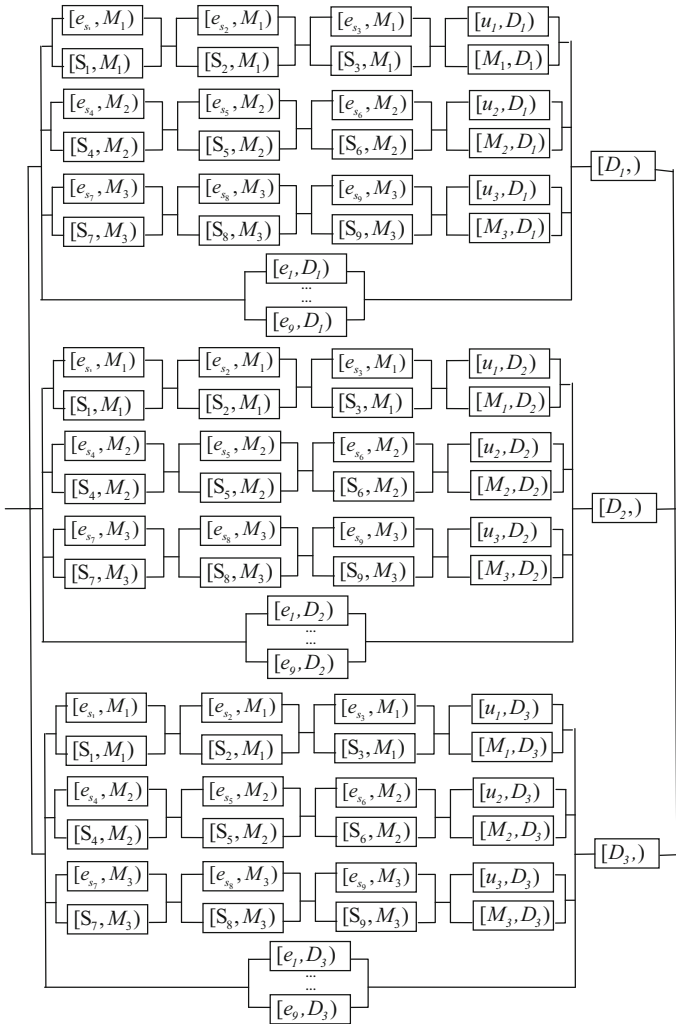 [e_{s_1}, M_1) [e_{s_2}, M_1) [e_{s_3}, M_1) [u_1, D_1)
[S_1, M_1) [S_2, M_1) [S_3, M_1) [M_1, D_1)
[e_{s_4}, M_2) [e_{s_5}, M_2) [e_{s_6}, M_2) [u_2, D_1)
[S_4, M_2) [S_5, M_2) [S_6, M_2) [M_2, D_1)
[D_1,)
[e_{s_7}, M_3) [e_{s_8}, M_3) [e_{s_9}, M_3) [u_3, D_1)
[S_7, M_3) [S_8, M_3) [S_9, M_3) [M_3, D_1)
[e_1, D_1)
...
...
[e_9, D_1)
[e_{s_1}, M_1) [e_{s_2}, M_1) [e_{s_3}, M_1) [u_1, D_2)
[S_1, M_1) [S_2, M_1) [S_3, M_1) [M_1, D_2)
[e_{s_4}, M_2) [e_{s_5}, M_2) [e_{s_6}, M_2) [u_2, D_2)
[S_4, M_2) [S_5, M_2) [S_6, M_2) [M_2, D_2)
[D_2,)
[e_{s_7}, M_3) [e_{s_8}, M_3) [e_{s_9}, M_3) [u_3, D_2)
[S_7, M_3) [S_8, M_3) [S_9, M_3) [M_3, D_2)
[e_1, D_2)
...
...
[e_9, D_2)
[e_{s_1}, M_1) [e_{s_2}, M_1) [e_{s_3}, M_1) [u_1, D_3)
[S_1, M_1) [S_2, M_1) [S_3, M_1) [M_1, D_3)
[e_{s_4}, M_2) [e_{s_5}, M_2) [e_{s_6}, M_2) [u_2, D_3)
[S_4, M_2) [S_5, M_2) [S_6, M_2) [M_2, D_3)
[D_3,)
[e_{s_7}, M_3) [e_{s_8}, M_3) [e_{s_9}, M_3) [u_3, D_3)
[S_7, M_3) [S_8, M_3) [S_9, M_3) [M_3, D_3)
[e_1, D_3)
...
...
[e_9, D_3)